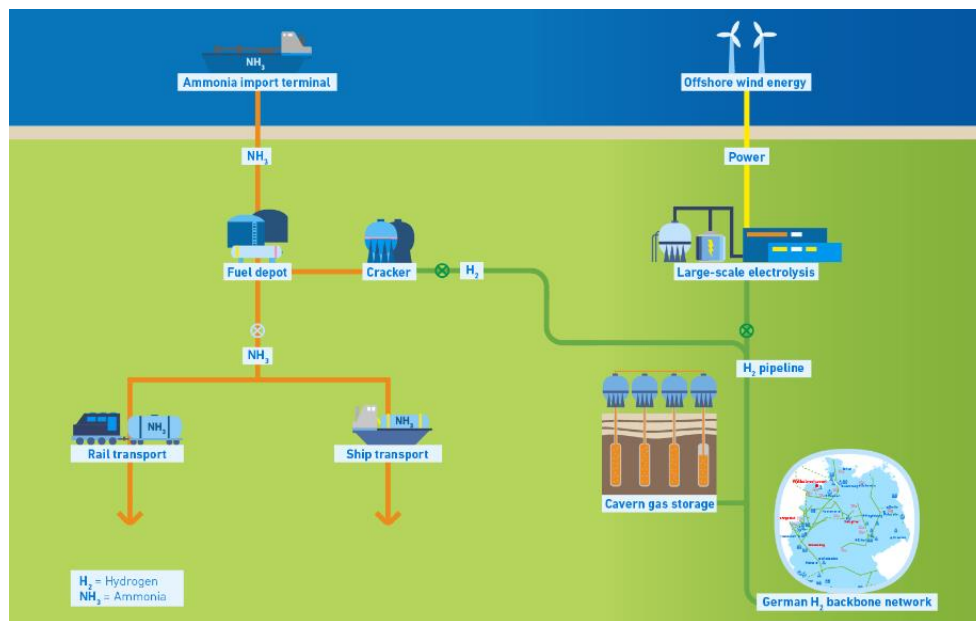 NH₃
Ammonia import terminal
Offshore wind energy
NH₃
Power
Fuel depot
Cracker
H₂
Large-scale electrolysis
NH₃
H₂ pipeline
NH₃
NH₃
Rail transport
Ship transport
Cavern gas storage
German H₂ backbone network
H₂ = Hydrogen
NH₃ = Ammonia